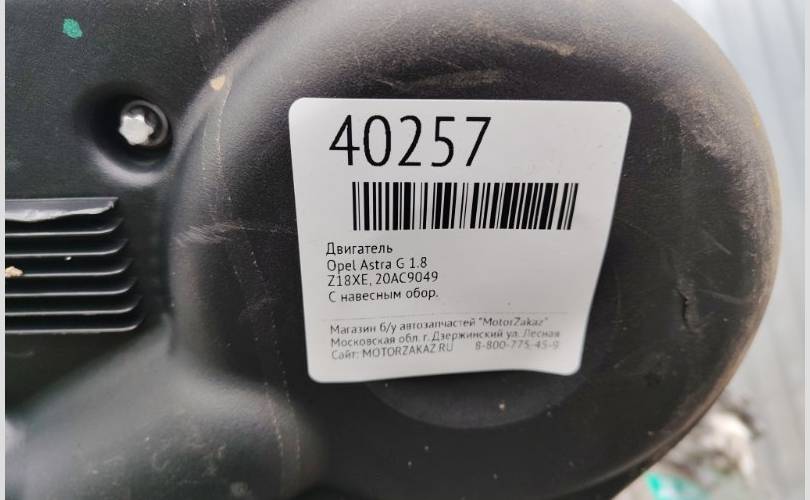 40257
Двигатель
Opel Astra G 1.8
Z18XE, 20AC9049
С навесным обор.
Магазин б/у автозапчастей "MotorZakaz"
Московская обл. г. Дзержинский ул. Лесная
Сайт: MOTORZAKAZ.RU 8-800-775-45-9